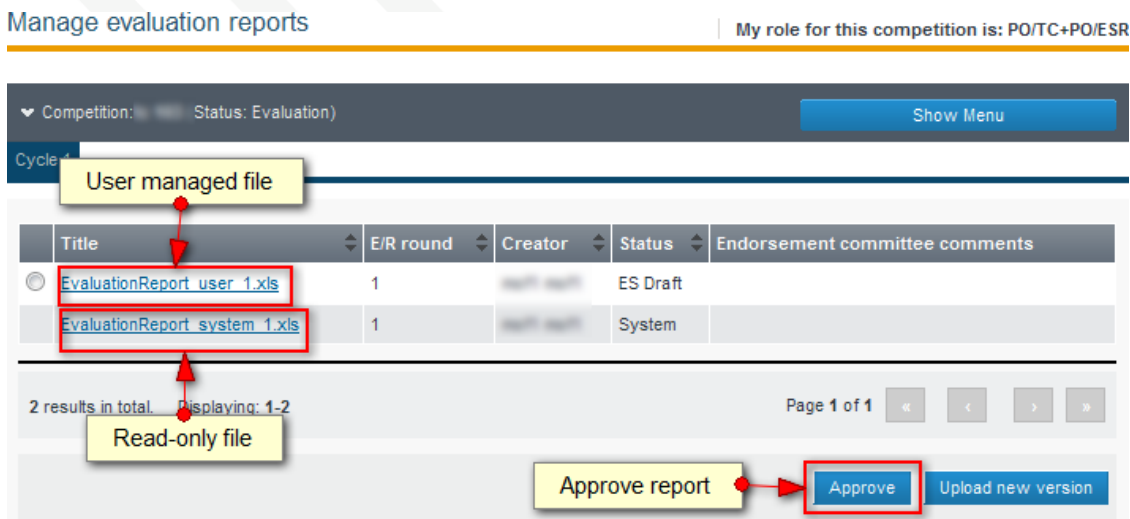 Manage evaluation reports
My role for this competition is: PO/TC+PO/ESR
Competition: Status: Evaluation)
Show Menu
Cycle
User managed file
Title E/R round Creator Status Endorsement committee comments
EvaluationReport_user_1.xls 1 ES Draft
EvaluationReport_system_1.xls 1 System
2 results in total. Displaying: 1-2
Page 1 of 1 « ‹ › »
Read-only file
Approve report
Approve
Upload new version